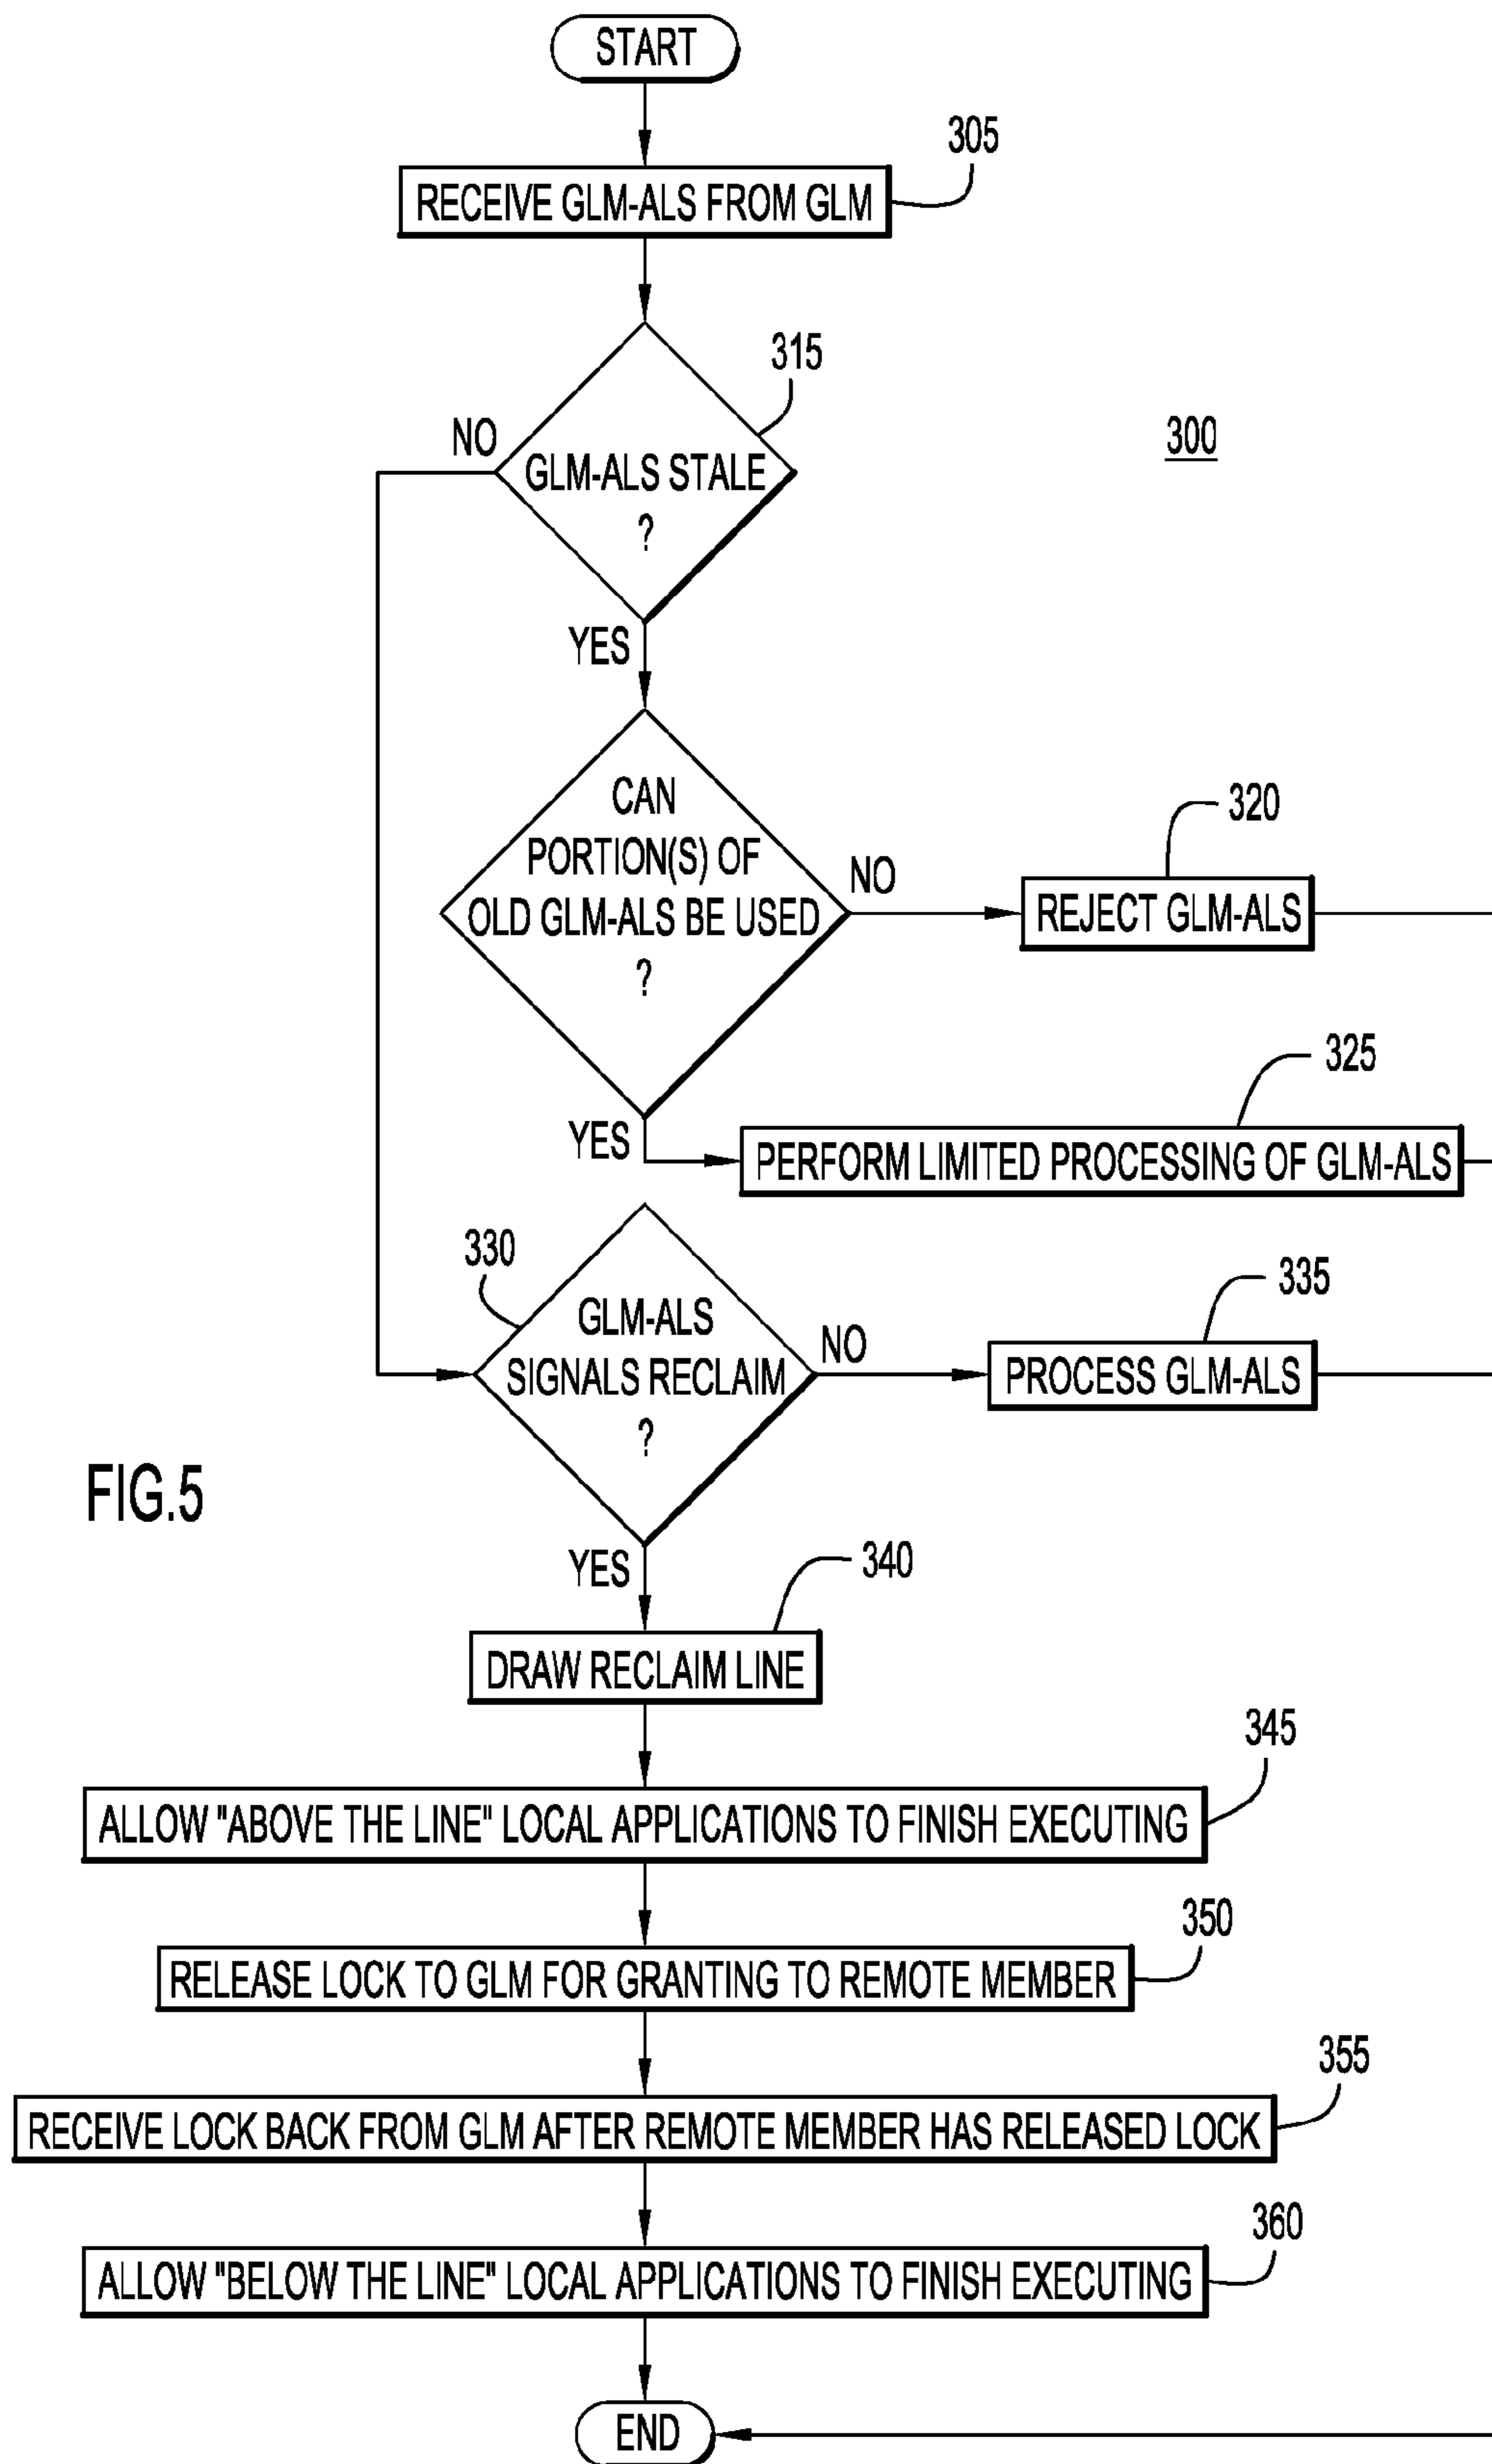 START
305
RECEIVE GLM-ALS FROM GLM
315
NO
300
GLM-ALS STALE
?
YES
CAN
PORTION(S) OF
OLD GLM-ALS BE USED
?
NO
320
REJECT GLM-ALS
325
YES
PERFORM LIMITED PROCESSING OF GLM-ALS
330
GLM-ALS
SIGNALS RECLAIM
?
NO
335
PROCESS GLM-ALS
FIG.5
YES
340
DRAW RECLAIM LINE
345
ALLOW "ABOVE THE LINE" LOCAL APPLICATIONS TO FINISH EXECUTING
350
RELEASE LOCK TO GLM FOR GRANTING TO REMOTE MEMBER
355
RECEIVE LOCK BACK FROM GLM AFTER REMOTE MEMBER HAS RELEASED LOCK
360
ALLOW "BELOW THE LINE" LOCAL APPLICATIONS TO FINISH EXECUTING
END